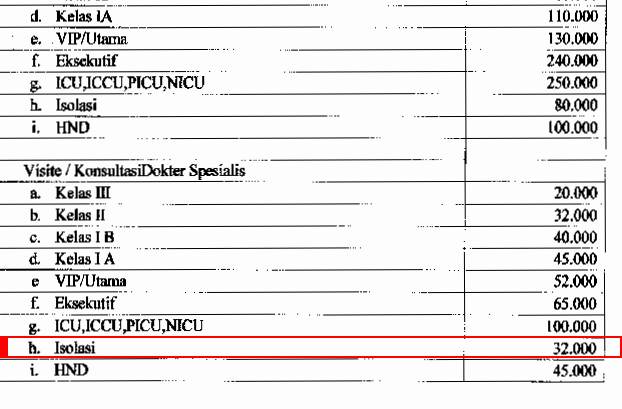 d. Kelas IA 110.000
e. VIP/Utama 130.000
f. Eksekutif 240.000
g. ICU,ICCU,PICU,NICU 250.000
h. Isolasi 80.000
i. HND 100.000
Visite / KonsultasiDokter Spesialis
a. Kelas III 20.000
b. Kelas II 32.000
c. Kelas I B 40.000
d. Kelas I A 45.000
e VIP/Utama 52.000
f. Eksekutif 65.000
g. ICU,ICCU,PICU,NICU 100.000
h. Isolasi 32.000
i. HND 45.000